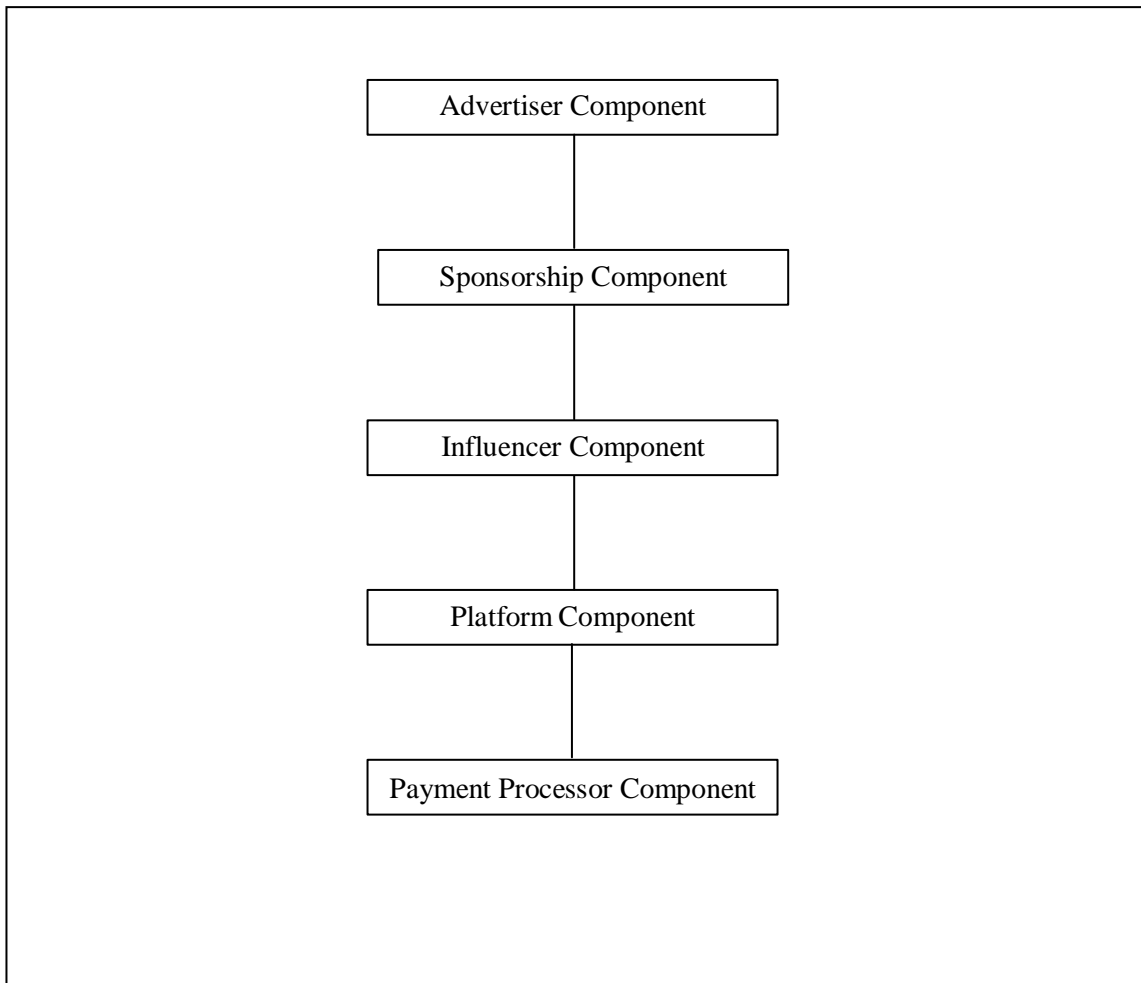 Advertiser Component
Sponsorship Component
Influencer Component
Platform Component
Payment Processor Component